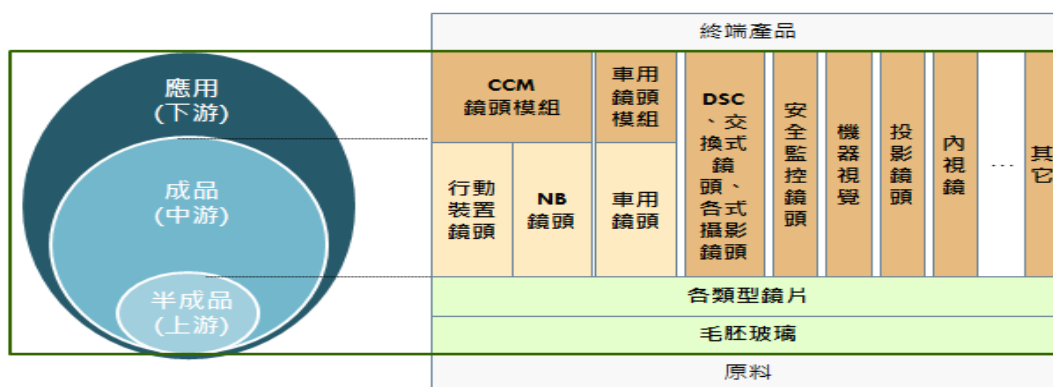 終端產品
應用
(下游)
成品
(中游)
半成品
(上游)
CCM
鏡頭模組
車用
鏡頭
模組
行動
裝置
鏡頭
NB
鏡頭
車用
鏡頭
DSC
、交
換式
鏡
頭、
各式
攝影
鏡頭
安全監控鏡頭
機器視覺
投影鏡頭
內視鏡
…
其它
各類型鏡片
毛胚玻璃
原料